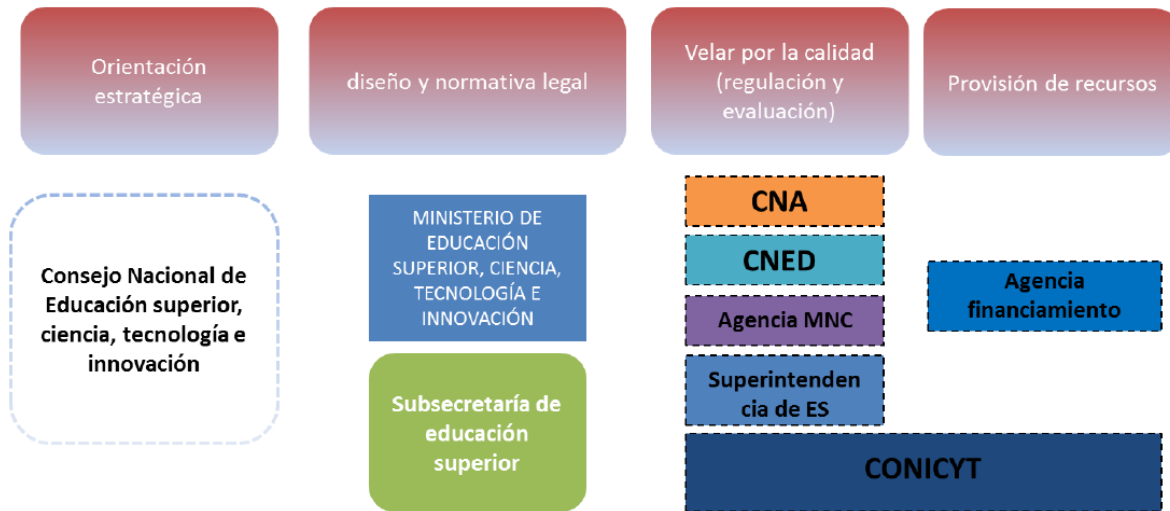 Orientación
estratégica
diseño y normativa legal
Velar por la calidad
(regulación y
evaluación)
Provisión de recursos
Consejo Nacional de
Educación superior,
ciencia, tecnología e
innovación
MINISTERIO DE
EDUCACIÓN
SUPERIOR, CIENCIA,
TECNOLOGÍA E
INNOVACIÓN
Subsecretaría de
educación
superior
CNA
CNED
Agencia MNC
Superintenden
cia de ES
Agencia
financiamiento
CONICYT